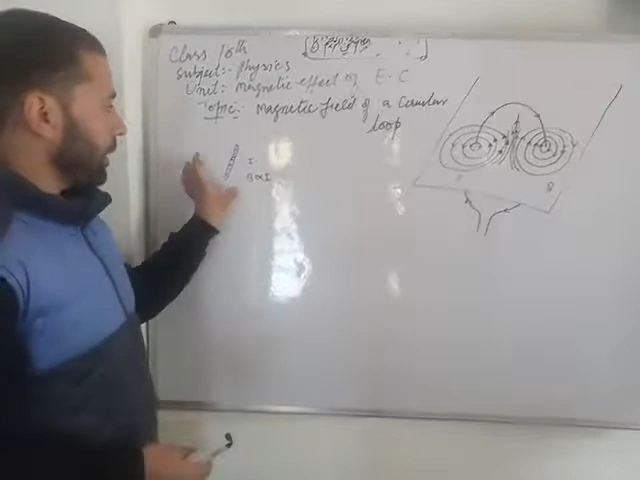 Class 10th
Subject:- Physics
Unit:- Magnetic effect of E-C
Topic:- Magnetic field of a Circular
loop
I
B∝I